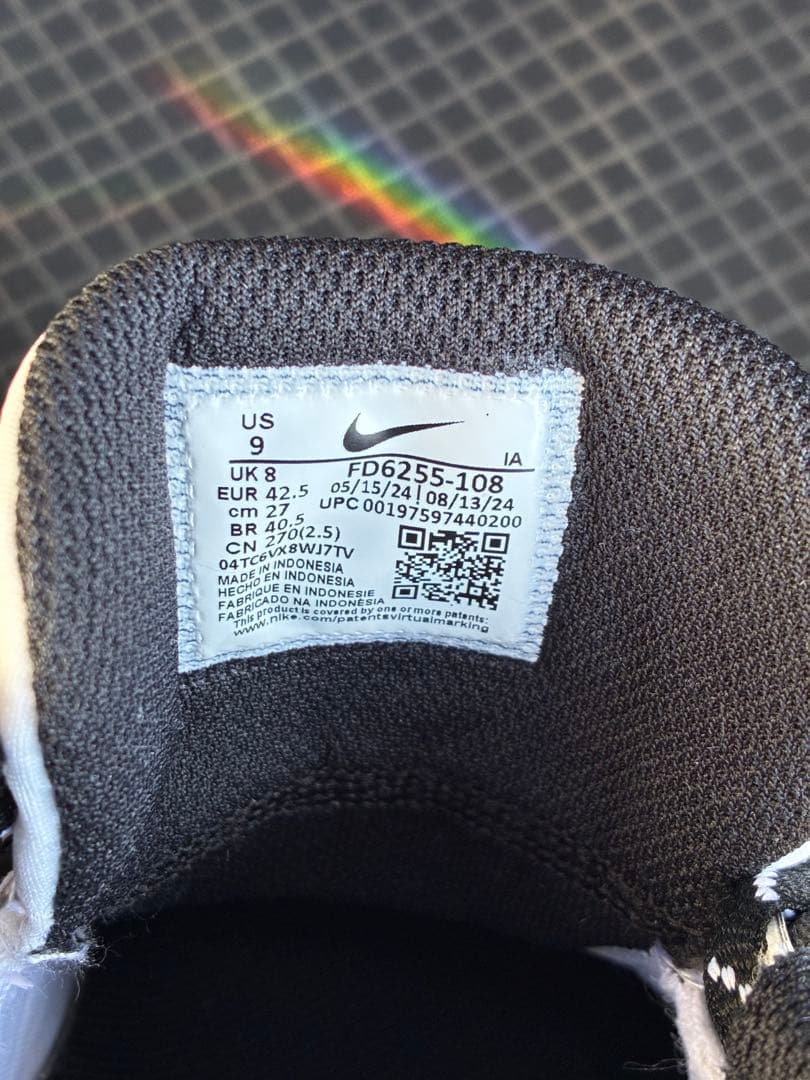 US
9
IA
UK 8
FD6255-108
EUR 42.5
05/15/24 | 08/13/24
cm 27
UPC 00197597440200
BR 40.5
CN 270(2.5)
04TC6VX8WJ7TV
MADE IN INDONESIA
HECHO EN INDONESIA
FABRIQUE EN INDONESIE
FABRICADO NA INDONÉSIA
This product is covered by one or more patents:
www.nike.com/patentsvirtualmarking